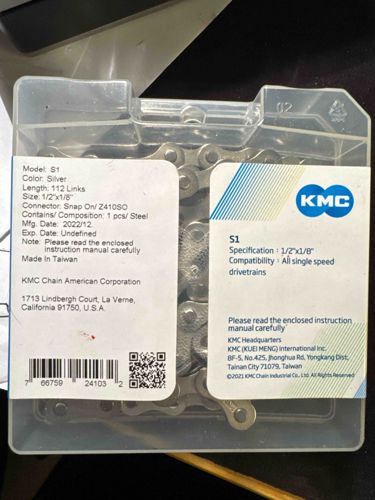 02
Model: S1
Color: Silver
Length: 112 Links
Size: 1/2"x1/8"
Connector: Snap On/ Z410SO
Contains/ Composition: 1 pcs/ Steel
Mfg. Date: 2022/12
Exp. Date: Undefined
Note: Please read the enclosed
instruction manual carefully
Made In Taiwan
KMC Chain American Corporation
1713 Lindbergh Court, La Verne,
California 91750, U.S.A.
7 66759 24103 2
KMC
S1
Specification : 1/2"x1/8"
Compatibility : All single speed
drivetrains
Please read the enclosed instruction
manual carefully
KMC Headquarters
KMC (KUEI MENG) International Inc.
8F-5, No.425, Jhonghua Rd, Yongkang Dist,
Tainan City 71079, Taiwan
©2021 KMC Chain Industrial Co., Ltd. All Rights Reserved